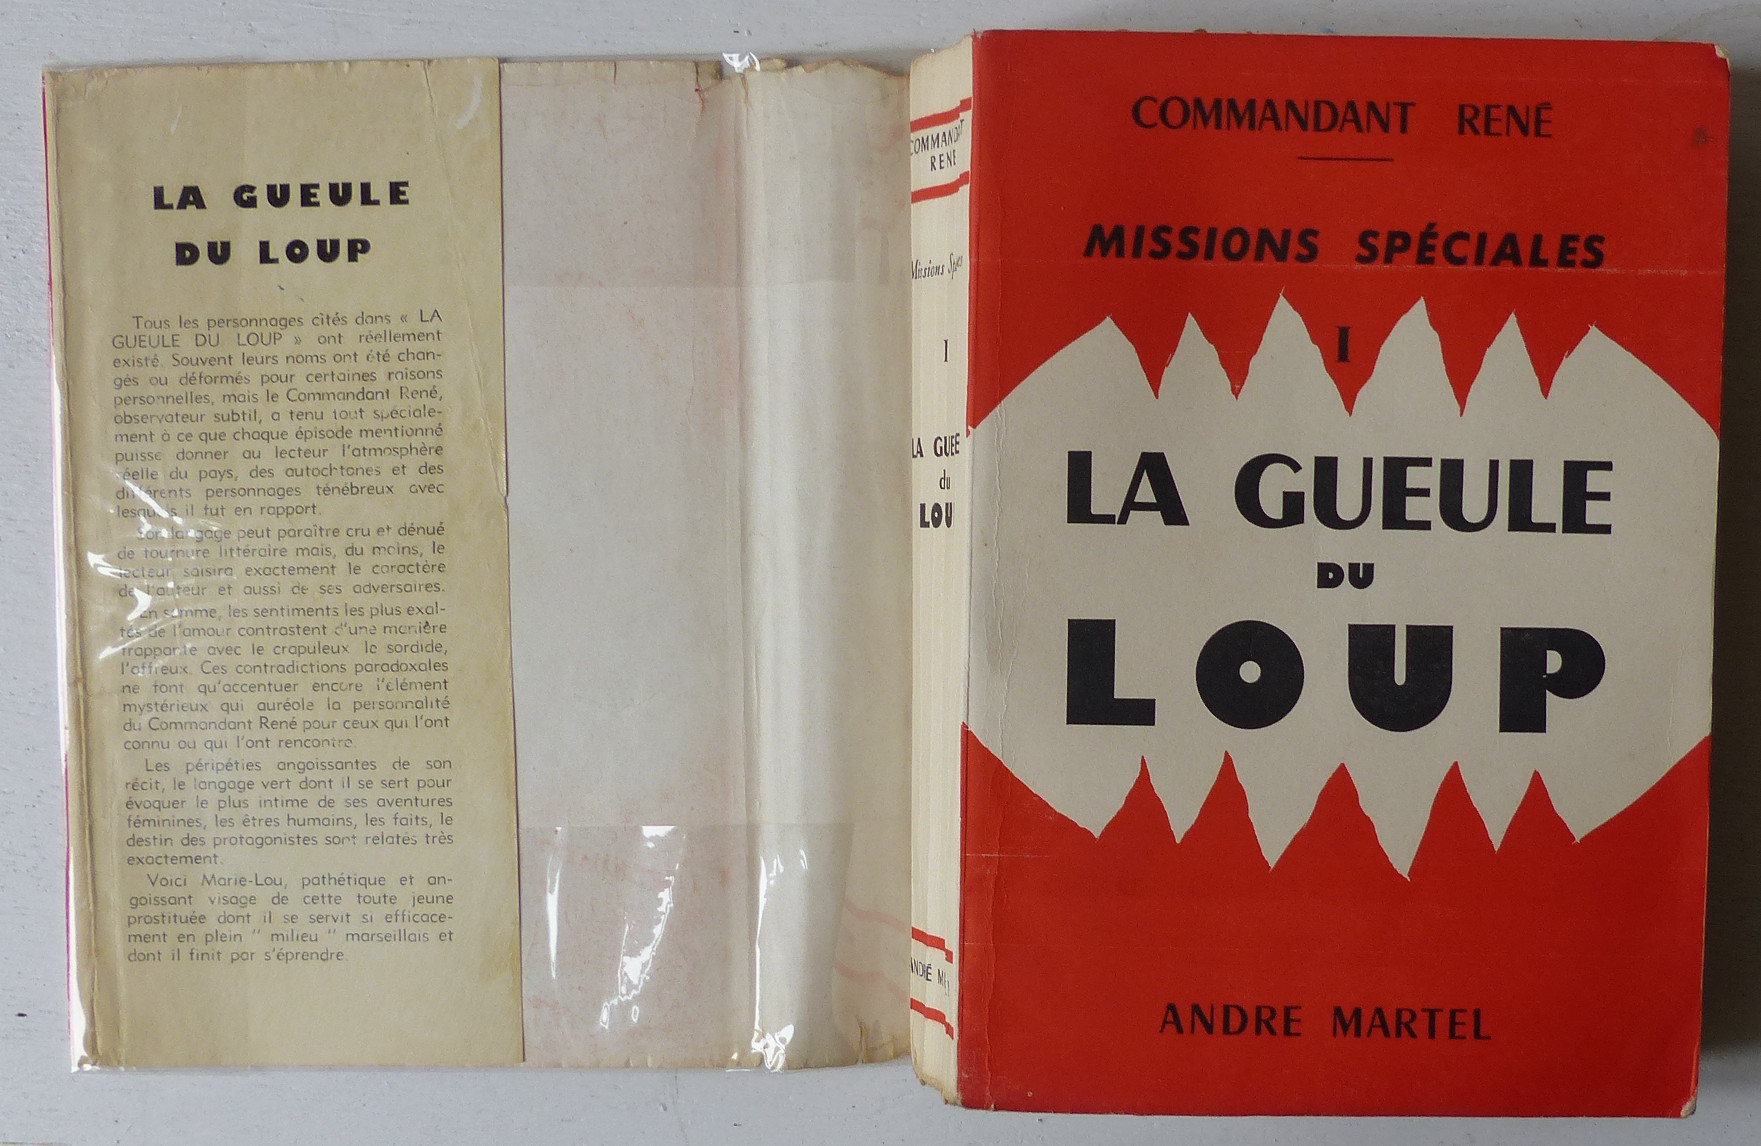 LA GUEULE
DU LOUP
Tous les personnages cités dans « LA
GUEULE DU LOUP » ont réellement
existé. Souvent leurs noms ont été chan-
gés ou déformés pour certaines raisons
personnelles, mais le Commandant René,
observateur subtil, a tenu tout spéciale-
ment à ce que chaque épisode mentionné
puisse donner au lecteur l'atmosphère
réelle du pays, des autochtones et des
différents personnages ténébreux avec
lesquels il fut en rapport.
Son langage peut paraître cru et dénué
de tournure littéraire mais, du moins, le
lecteur saisira exactement le caractère
de l'auteur et aussi de ses adversaires.
En somme, les sentiments les plus exal-
tés de l'amour contrastent d'une manière
frappante avec le crapuleux le sordide,
l'affreux. Ces contradictions paradoxales
ne font qu'accentuer encore l'élément
mystérieux qui auréole la personnalité
du Commandant René pour ceux qui l'ont
connu ou qui l'ont rencontré.
Les péripéties angoissantes de son
récit, le langage vert dont il se sert pour
évoquer le plus intime de ses aventures
féminines, les êtres humains, les faits, le
destin des protagonistes sont relatés très
exactement.
Voici Marie-Lou, pathétique et an-
goissant visage de cette toute jeune
prostituée dont il se servit si efficace-
ment en plein " milieu " marseillais et
dont il finit par s'éprendre.
COMMANDANT
RENÉ
Missions
I
LA
du
ANDRÉ
COMMANDANT RENÉ
MISSIONS SPÉCIALES
I
LA GUEULE
DU
LOUP
ANDRE MARTEL